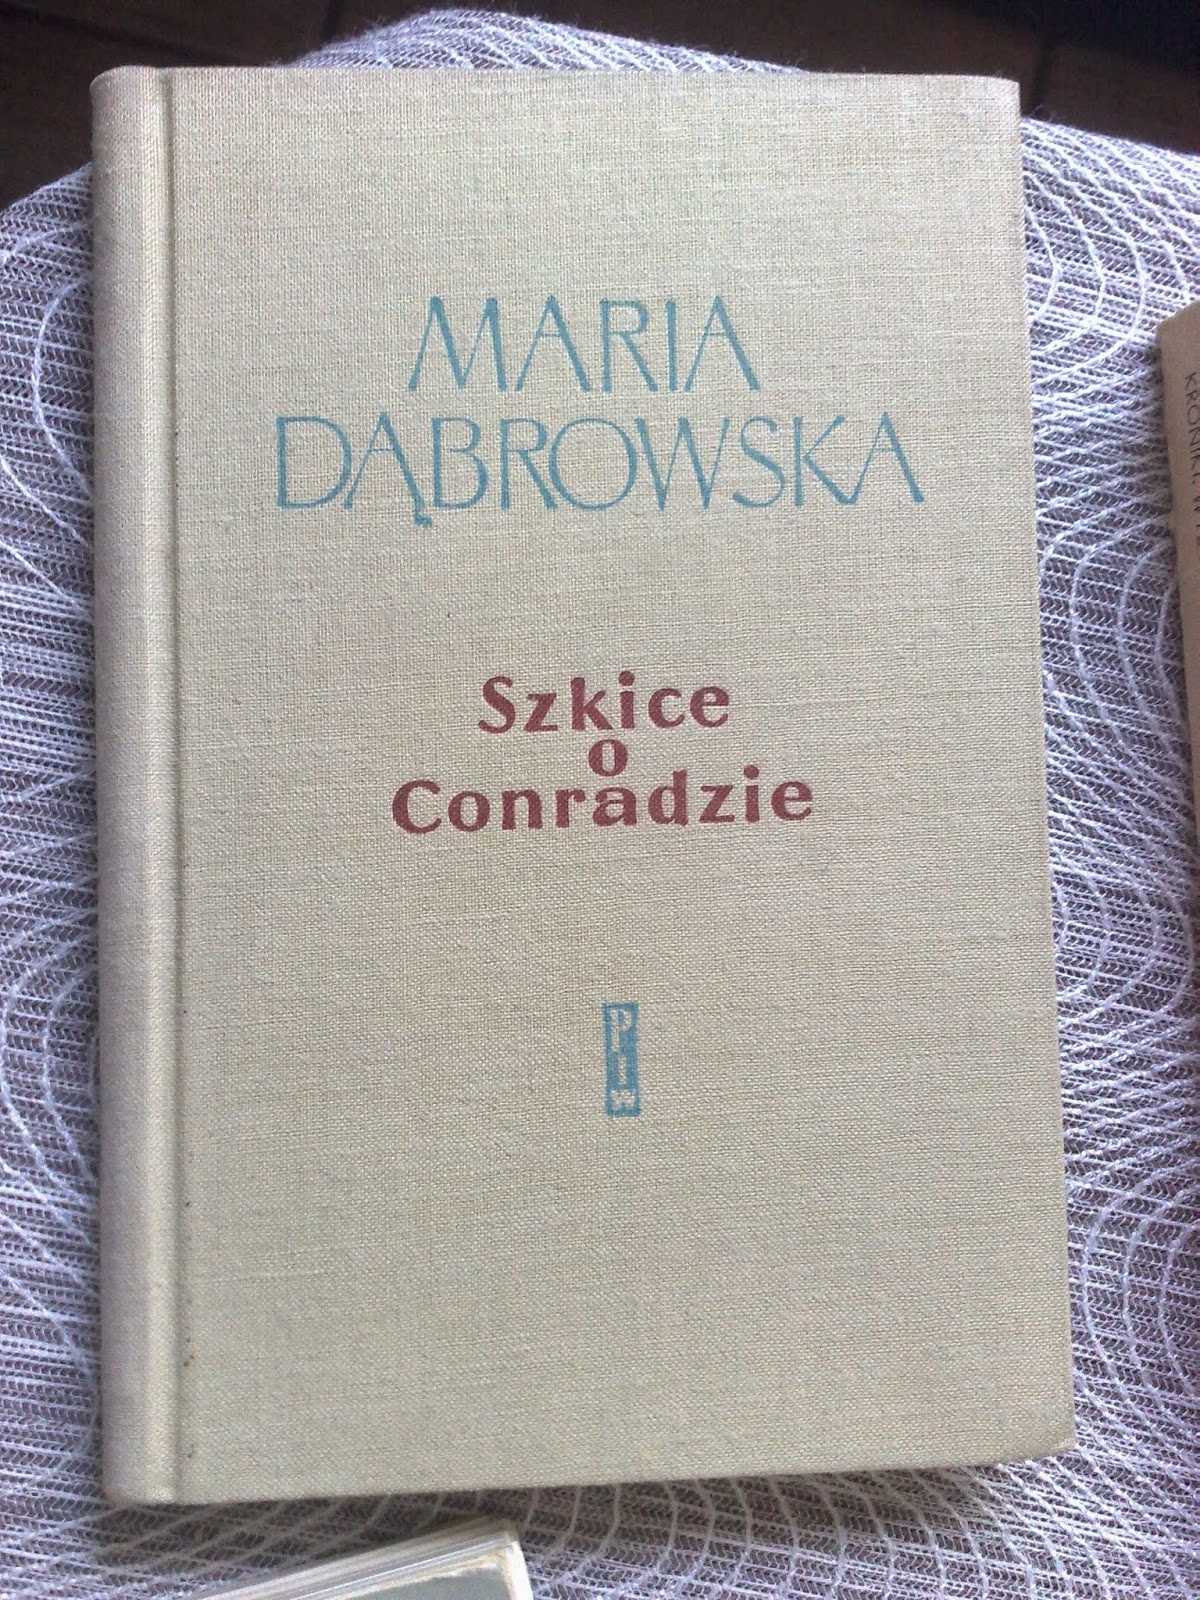 MARIA
DĄBROWSKA
Szkice
o
Conradzie
PIW